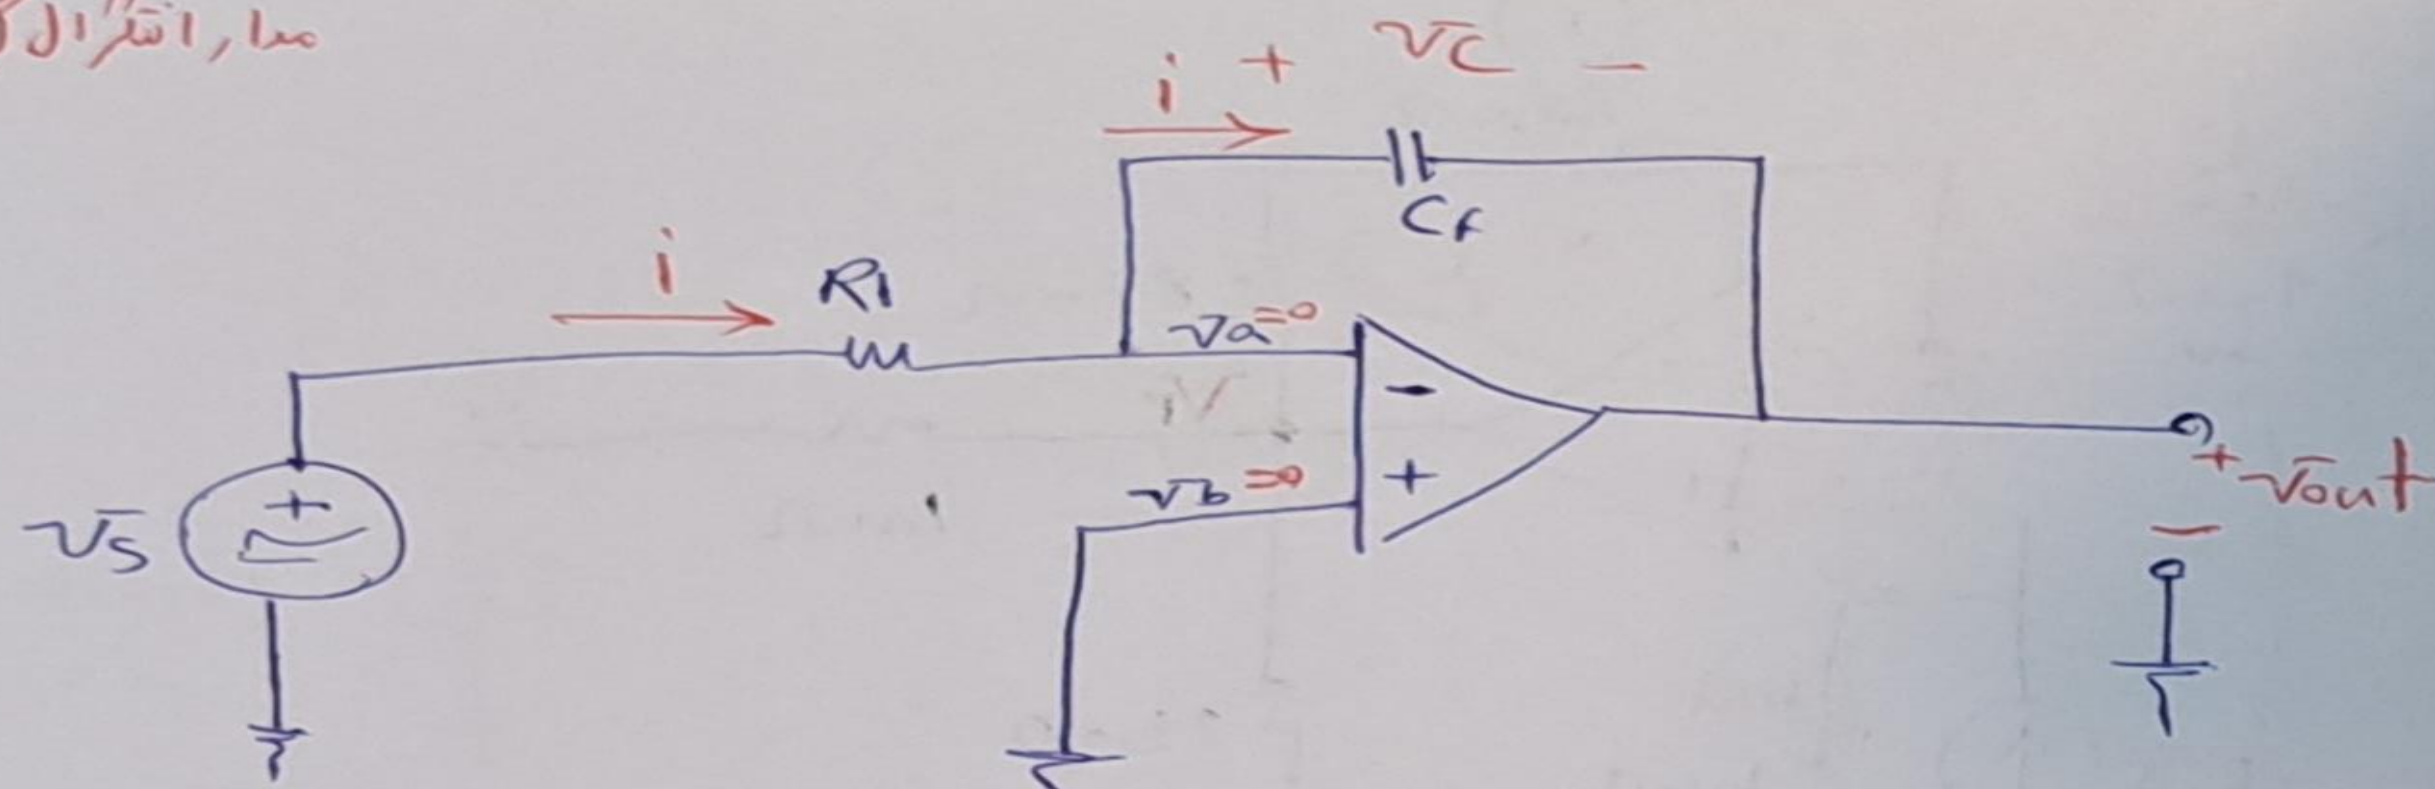 مدار انتگرال
i + vc -
Cf
i R1
va=0
-
vb=0 +
+
vs
+ vout
-